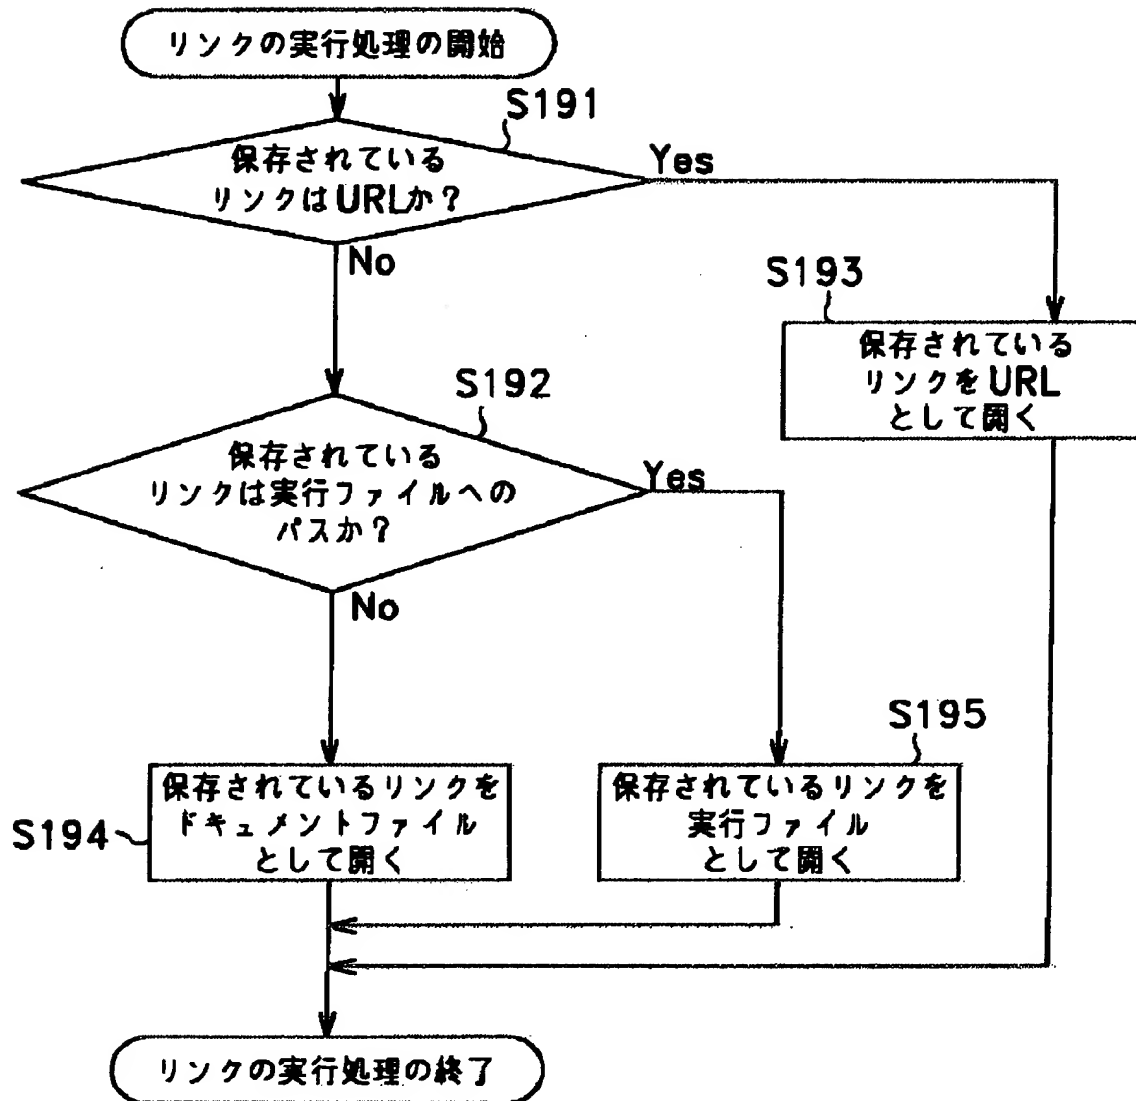 リンクの実行処理の開始
S191
保存されている
リンクはURLか?
Yes
No
S193
保存されている
リンクをURL
として開く
S192
保存されている
リンクは実行ファイルへの
パスか?
Yes
No
S195
保存されているリンクを
実行ファイル
として開く
S194
保存されているリンクを
ドキュメントファイル
として開く
リンクの実行処理の終了